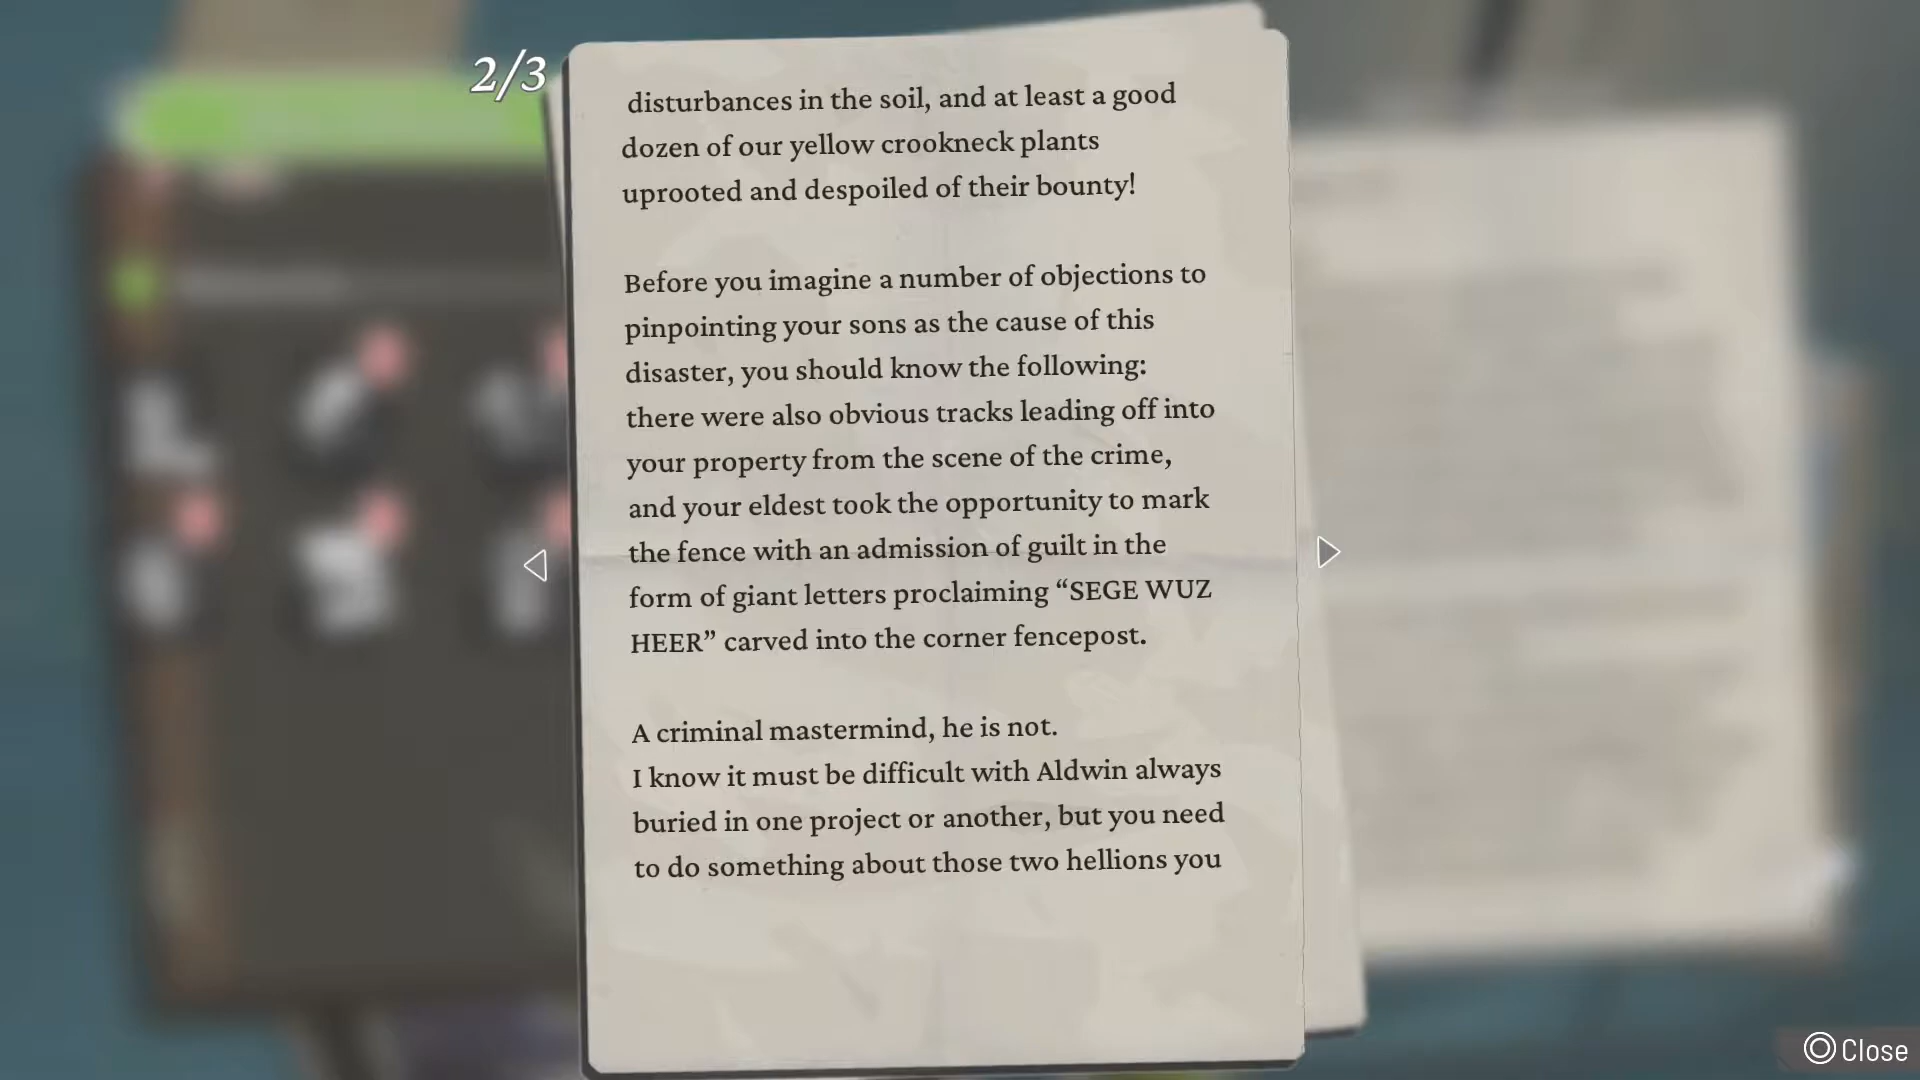 2/3
disturbances in the soil, and at least a good
dozen of our yellow crookneck plants
uprooted and despoiled of their bounty!
Before you imagine a number of objections to
pinpointing your sons as the cause of this
disaster, you should know the following:
there were also obvious tracks leading off into
your property from the scene of the crime,
and your eldest took the opportunity to mark
the fence with an admission of guilt in the
form of giant letters proclaiming “SEGE WUZ
HEER” carved into the corner fencepost.
A criminal mastermind, he is not.
I know it must be difficult with Aldwin always
buried in one project or another, but you need
to do something about those two hellions you
Close